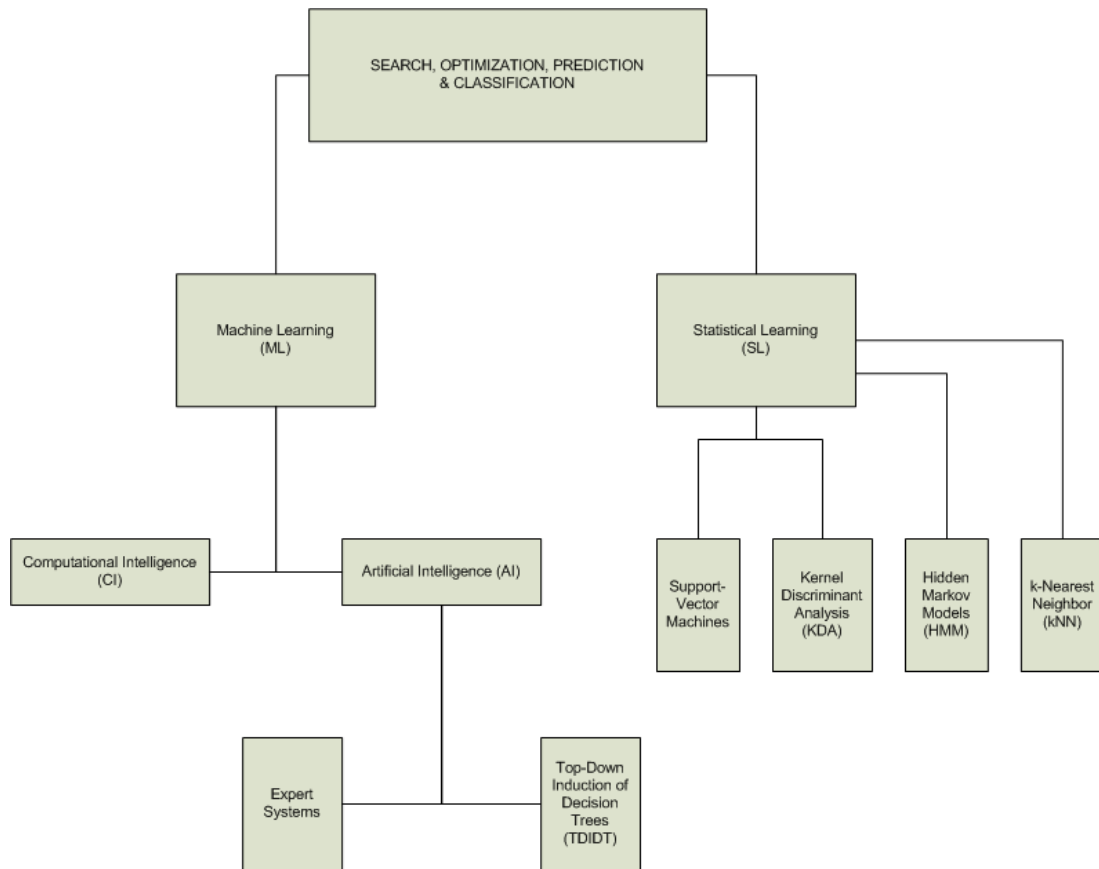 SEARCH, OPTIMIZATION, PREDICTION
& CLASSIFICATION
Machine Learning
(ML)
Statistical Learning
(SL)
Computational Intelligence
(CI)
Artificial Intelligence (AI)
Support-
Vector
Machines
Kernel
Discriminant
Analysis
(KDA)
Hidden
Markov
Models
(HMM)
k-Nearest
Neighbor
(kNN)
Expert
Systems
Top-Down
Induction of
Decision
Trees
(TDIDT)